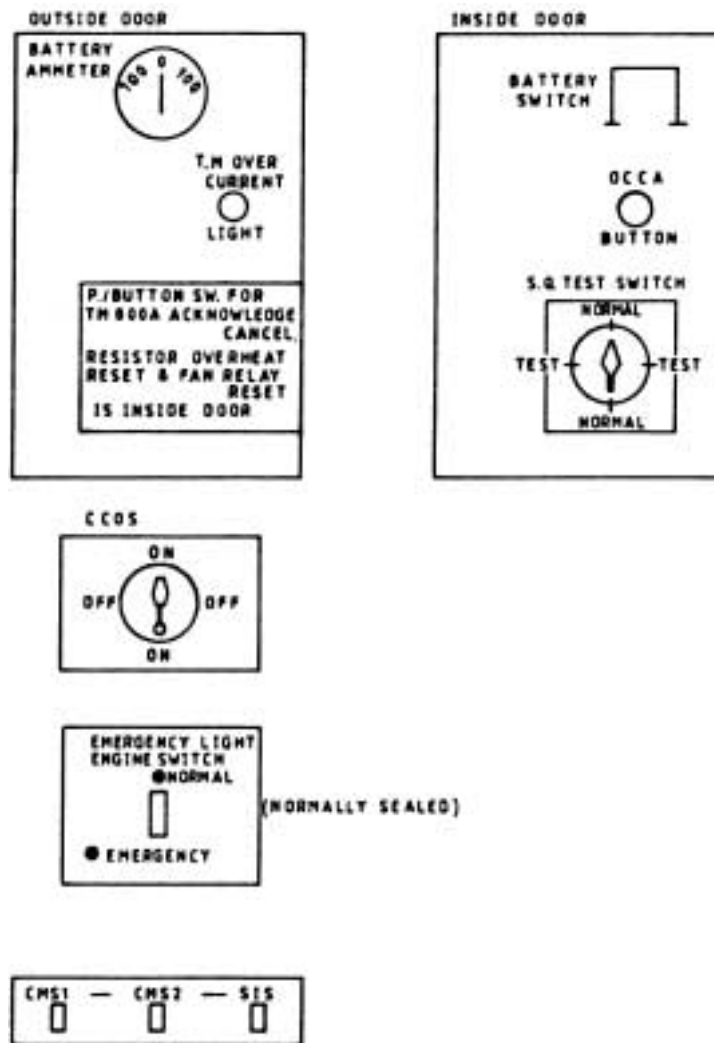 OUTSIDE DOOR
BATTERY
AMMETER
100 0 100
T.M OVER
CURRENT
LIGHT
P./BUTTON SW. FOR
TM 800A ACKNOWLEDGE
CANCEL.
RESISTOR OVERHEAT
RESET & FAN RELAY
RESET
IS INSIDE DOOR
INSIDE DOOR
BATTERY
SWITCH
OCCA
BUTTON
S.Q. TEST SWITCH
NORMAL
TEST TEST
NORMAL
CCOS
ON
OFF OFF
ON
EMERGENCY LIGHT
ENGINE SWITCH
NORMAL
(NORMALLY SEALED)
EMERGENCY
CMS1 — CMS2 — SIS